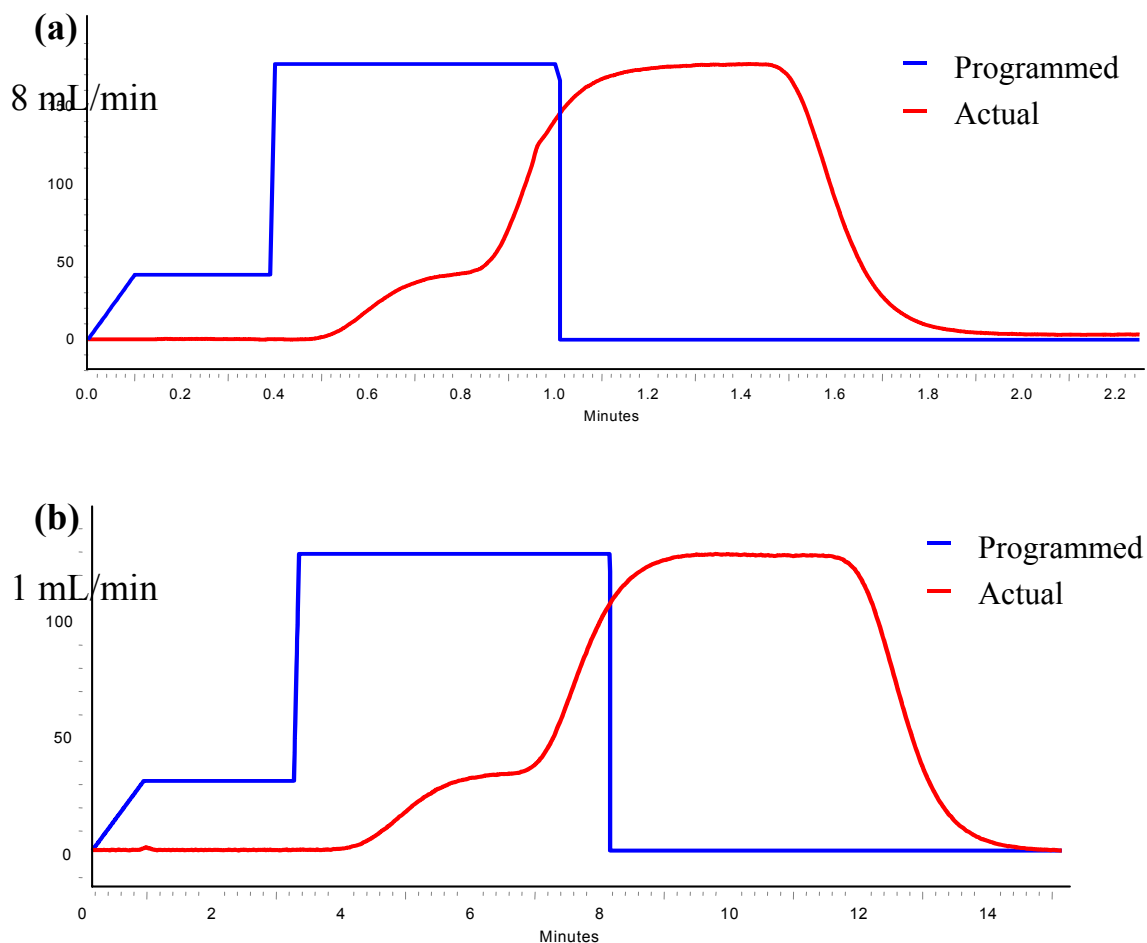 (a)
Programmed
8 mL/min
150
Actual
100
50
0
0.0 0.2 0.4 0.6 0.8 1.0 1.2 1.4 1.6 1.8 2.0 2.2
Minutes
(b)
Programmed
1 mL/min
Actual
100
50
0
0 2 4 6 8 10 12 14
Minutes